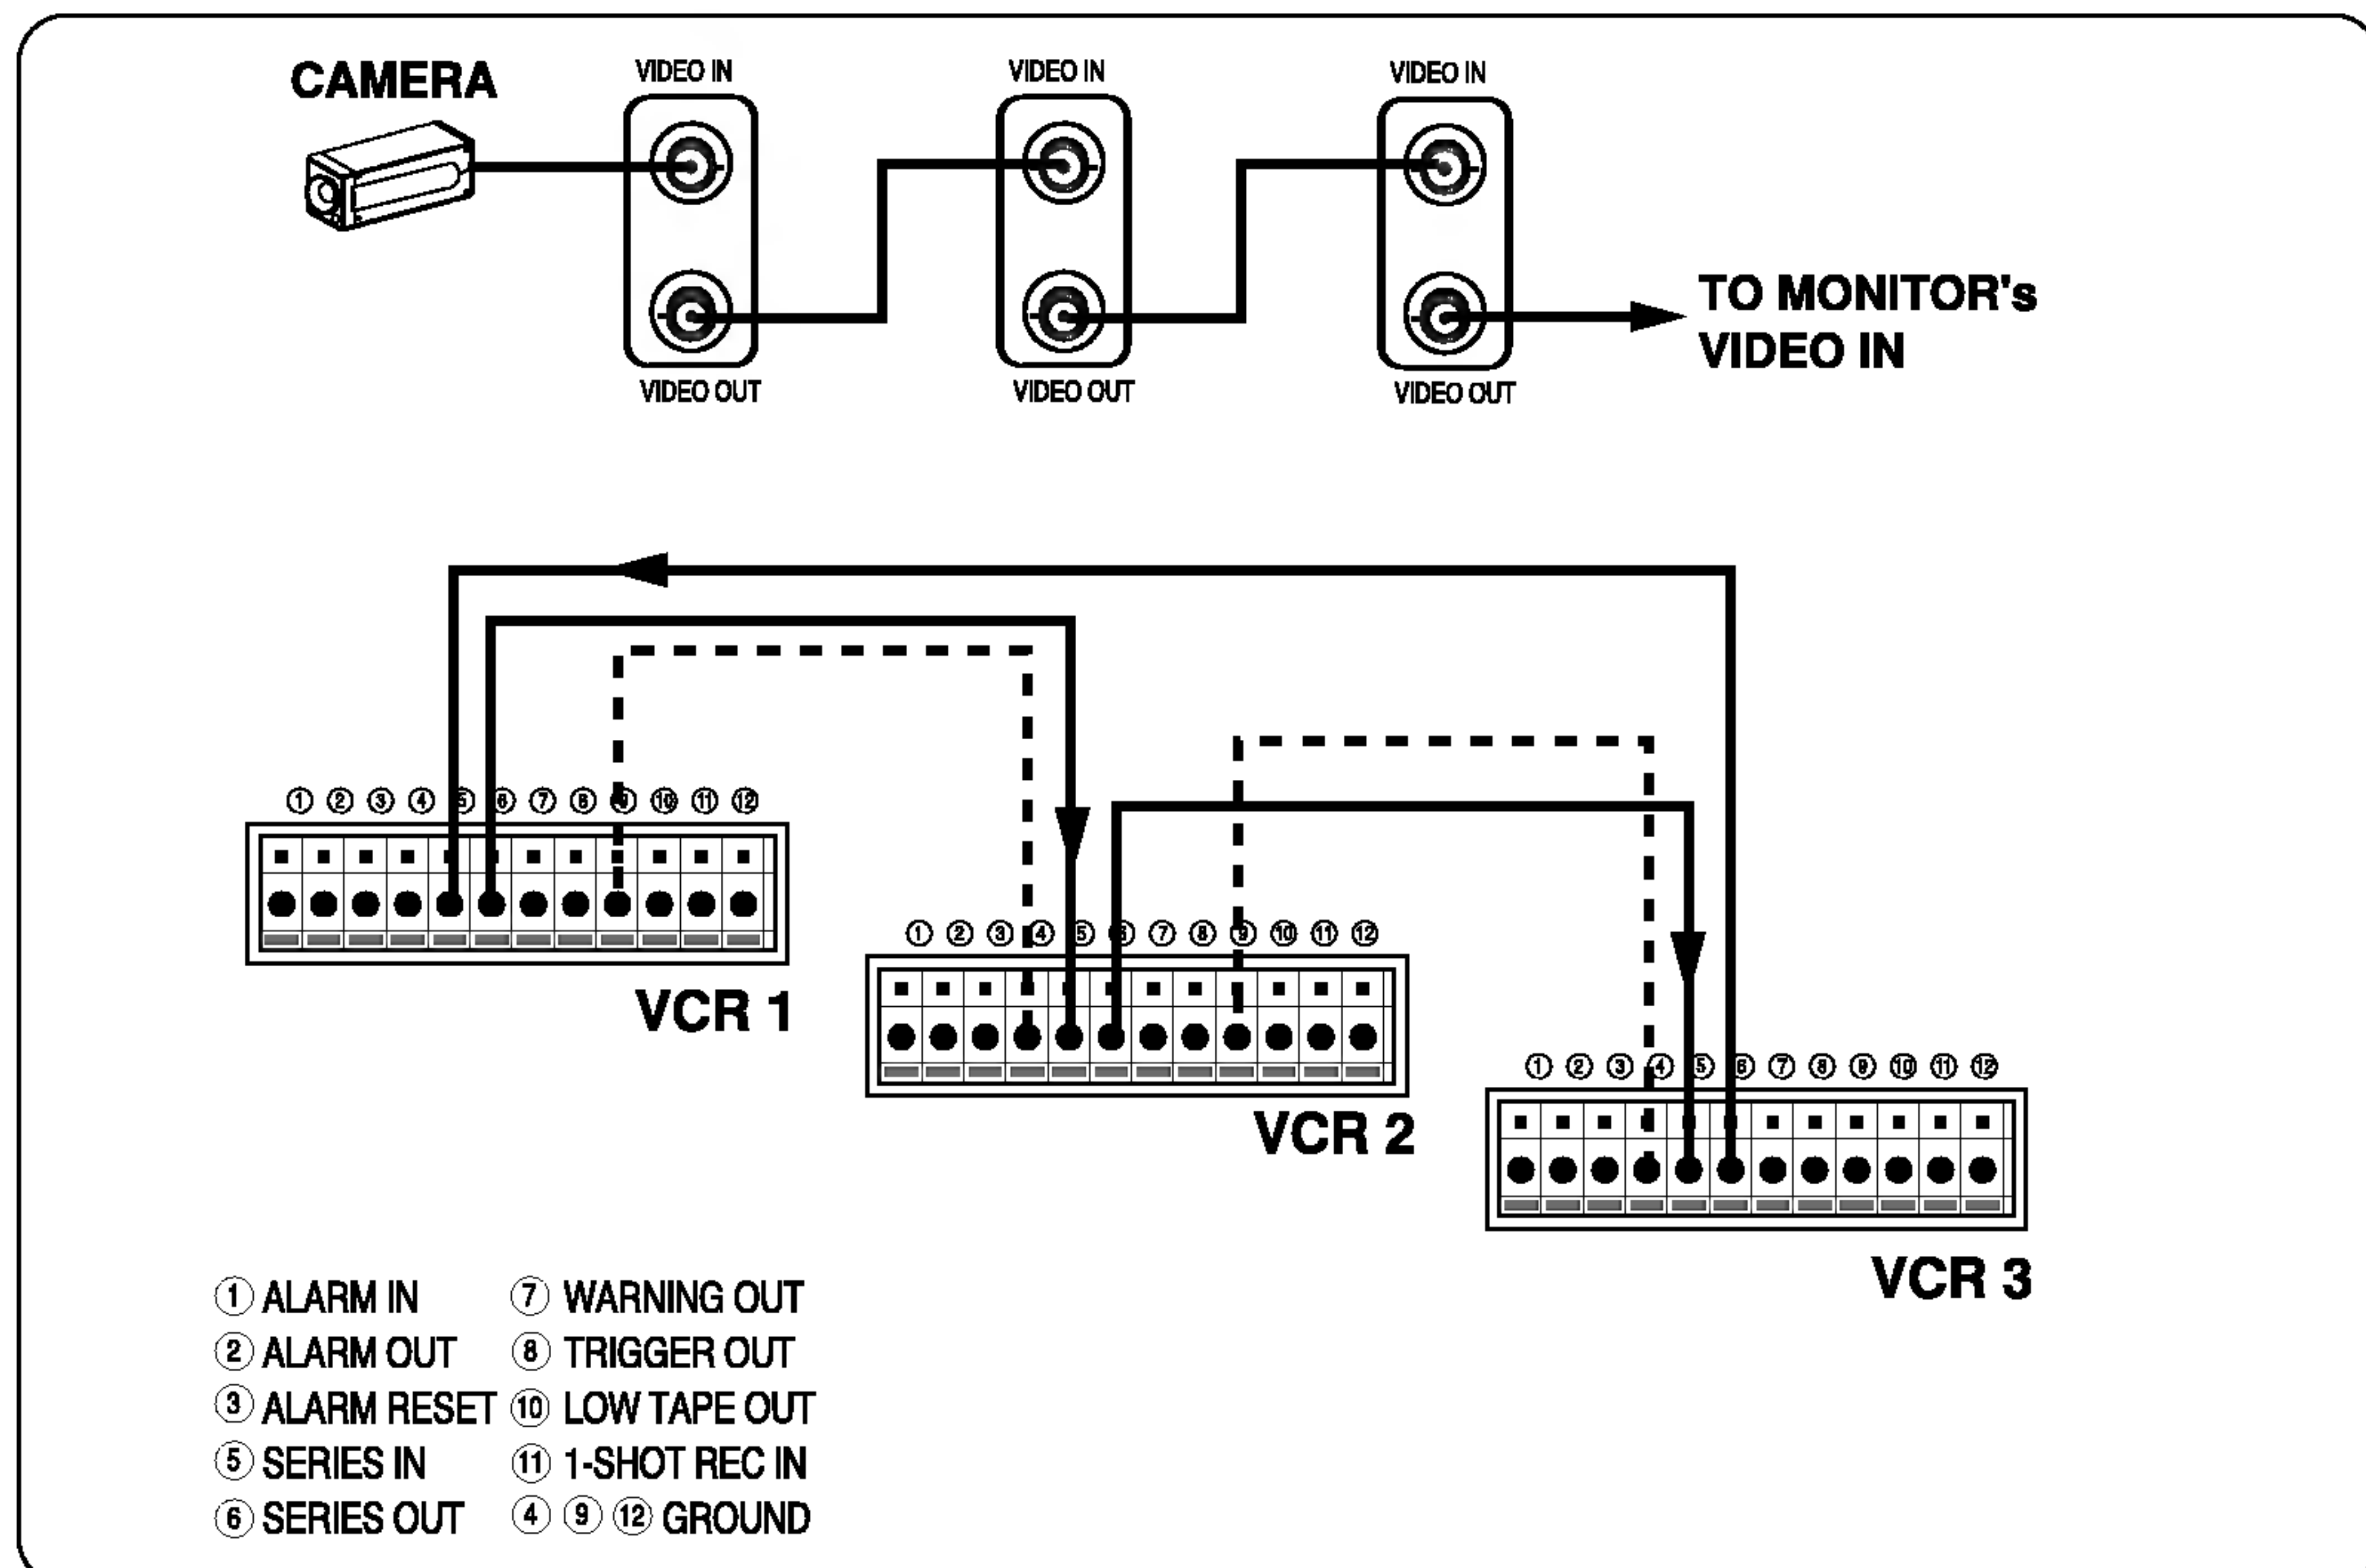 CAMERA
VIDEO IN
VIDEO IN
VIDEO IN
TO MONITOR's
VIDEO IN
VIDEO OUT
VIDEO OUT
VIDEO OUT
① ② ③ ④ ⑤ ⑥ ⑦ ⑧ ⑨ ⑩ ⑪ ⑫
VCR 1
① ② ③ ④ ⑤ ⑥ ⑦ ⑧ ⑨ ⑩ ⑪ ⑫
VCR 2
① ② ③ ④ ⑤ ⑥ ⑦ ⑧ ⑨ ⑩ ⑪ ⑫
VCR 3
① ALARM IN
② ALARM OUT
③ ALARM RESET
⑤ SERIES IN
⑥ SERIES OUT
⑦ WARNING OUT
⑧ TRIGGER OUT
⑩ LOW TAPE OUT
⑪ 1-SHOT REC IN
④ ⑨ ⑫ GROUND